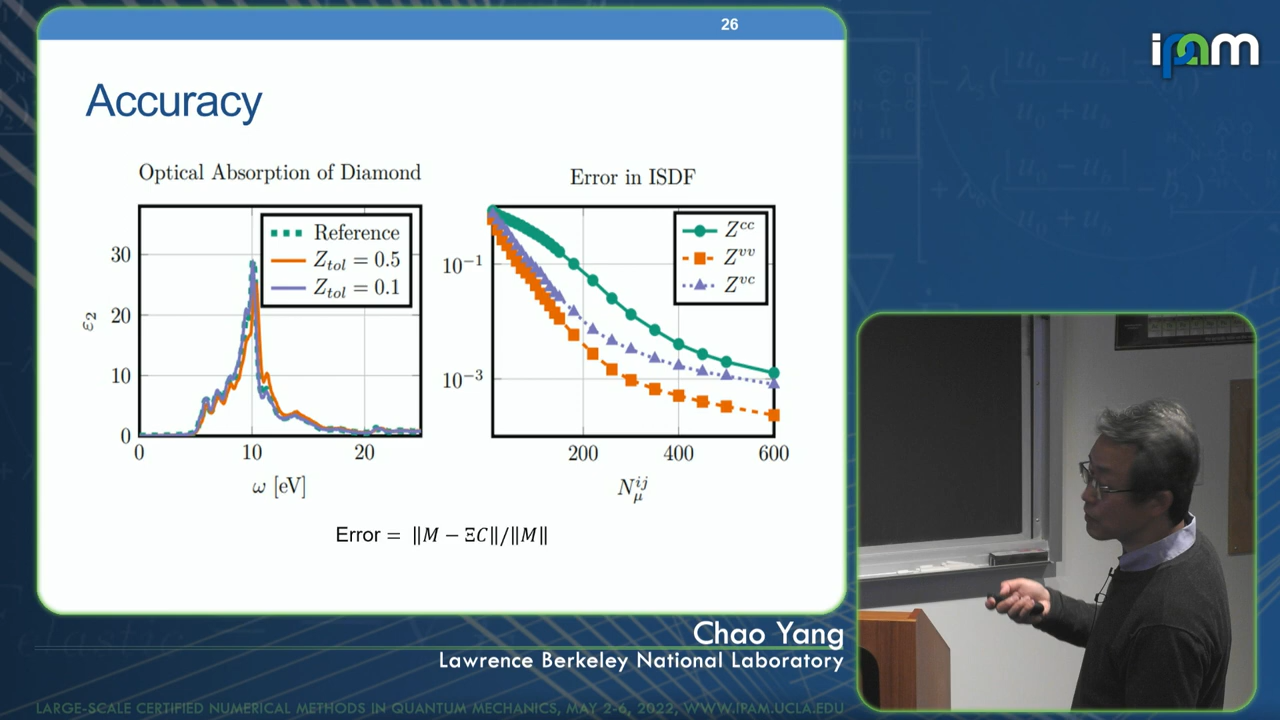 26
ipam
Accuracy
Optical Absorption of Diamond
Reference
Z_tol = 0.5
Z_tol = 0.1
30
20
10
0
ε₂
0 10 20
ω [eV]
Error in ISDF
Z^cc
Z^vv
Z^vc
10⁻¹
10⁻³
200 400 600
N_μ^ij
Error = ‖M − ΞC‖/‖M‖
Chao Yang
Lawrence Berkeley National Laboratory
LARGE-SCALE CERTIFIED NUMERICAL METHODS IN QUANTUM MECHANICS, MAY 2-6, 2022, WWW.IPAM.UCLA.EDU